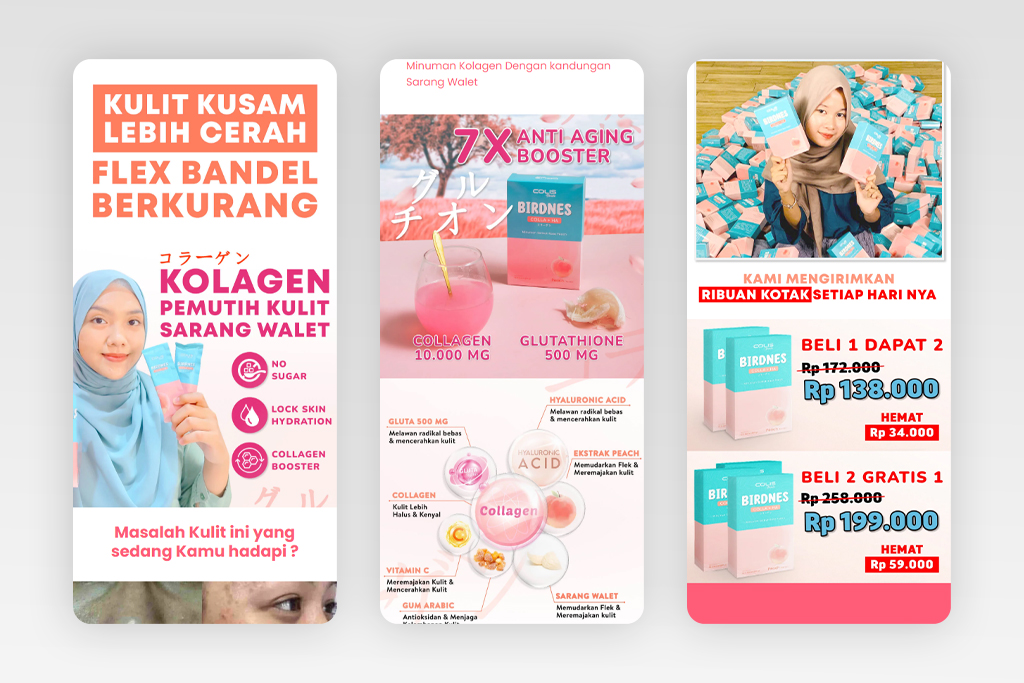 KULIT KUSAM
LEBIH CERAH
FLEX BANDEL
BERKURANG
コラーゲン
KOLAGEN
PEMUTIH KULIT
SARANG WALET
NO
SUGAR
LOCK SKIN
HYDRATION
COLLAGEN
BOOSTER
グル
Masalah Kulit ini yang
sedang Kamu hadapi ?
Minuman Kolagen Dengan kandungan
Sarang Walet
7X ANTI AGING
BOOSTER
グル
チオン
COLIS
BIRDNES
COLLAGEN
10.000 MG
GLUTATHIONE
500 MG
HYALURONIC ACID
Melawan radikal bebas
& mencerahkan kulit
GLUTA 500 MG
Melawan radikal bebas
& mencerahkan kulit
HYALURONIC
ACID
EKSTRAK PEACH
Memudarkan Flek &
Meremajakan kulit
COLLAGEN
Kulit Lebih
Halus & Kenyal
Collagen
C
VITAMIN C
Meremajakan Kulit &
Mencerahkan Kulit
GUM ARABIC
Antioksidan & Menjaga
SARANG WALET
Memudarkan Flek &
Meremajakan kulit
KAMI MENGIRIMKAN
RIBUAN KOTAK SETIAP HARI NYA
BELI 1 DAPAT 2
Rp 172.000
Rp 138.000
HEMAT
Rp 34.000
COLIS
BIRDNES
BELI 2 GRATIS 1
Rp 258.000
Rp 199.000
HEMAT
Rp 59.000
COLIS
BIR
BIRDNES